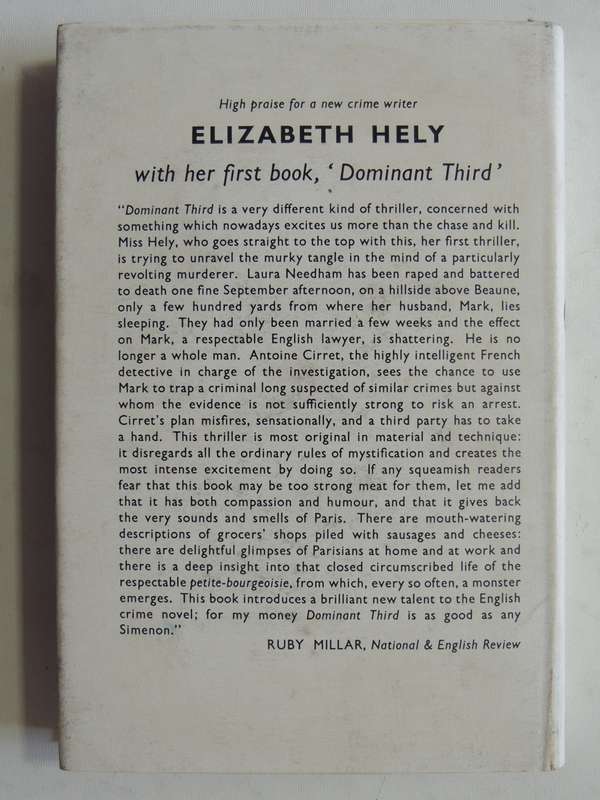 High praise for a new crime writer
ELIZABETH HELY
with her first book, ‘ Dominant Third ’
“Dominant Third is a very different kind of thriller, concerned with
something which nowadays excites us more than the chase and kill.
Miss Hely, who goes straight to the top with this, her first thriller,
is trying to unravel the murky tangle in the mind of a particularly
revolting murderer. Laura Needham has been raped and battered
to death one fine September afternoon, on a hillside above Beaune,
only a few hundred yards from where her husband, Mark, lies
sleeping. They had only been married a few weeks and the effect
on Mark, a respectable English lawyer, is shattering. He is no
longer a whole man. Antoine Cirret, the highly intelligent French
detective in charge of the investigation, sees the chance to use
Mark to trap a criminal long suspected of similar crimes but against
whom the evidence is not sufficiently strong to risk an arrest.
Cirret’s plan misfires, sensationally, and a third party has to take
a hand. This thriller is most original in material and technique:
it disregards all the ordinary rules of mystification and creates the
most intense excitement by doing so. If any squeamish readers
fear that this book may be too strong meat for them, let me add
that it has both compassion and humour, and that it gives back
the very sounds and smells of Paris. There are mouth-watering
descriptions of grocers’ shops piled with sausages and cheeses:
there are delightful glimpses of Parisians at home and at work and
there is a deep insight into that closed circumscribed life of the
respectable petite-bourgeoisie, from which, every so often, a monster
emerges. This book introduces a brilliant new talent to the English
crime novel; for my money Dominant Third is as good as any
Simenon.”
RUBY MILLAR, National & English Review